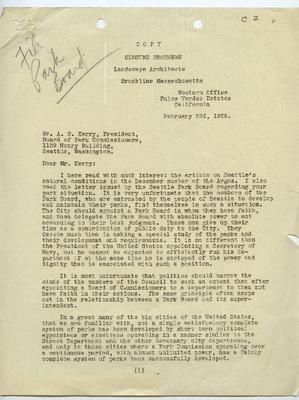 C 2
File
Park
Board
C O P Y
OLMSTED BROTHERS
Landscape Architects
Brookline Massachusetts
Western Office
Palos Verdes Estates
California
February 23d, 1929.
Mr. A. S. Kerry, President,
Board of Park Commissioners,
1129 Henry Building,
Seattle, Washington.
Dear Mr. Kerry:
I have read with much interest the article on Seattle's
natural conditions in the December number of the Argus. I also
read the letter issued by the Seattle Park Board regarding your
park situation. It is very unfortunate that the members of the
Park Board, who are entrusted by the people of Seattle to develop
and maintain their parks, find themselves in such a situation.
The City should appoint a Park Board in whom they have faith,
and then delegate the Park Board with absolute power to act
according to their best judgment. These men give up their
time as a contribution of public duty to the City. They
devote much time in making a special study of the parks and
their development and requirements. It is no different than
the President of the United States appointing a Secretary of
Navy, but he cannot be expected to efficiently run his de-
partment if at the same time he is stripped of the power and
dignity that is associated with such a position.
It is most unfortunate that politics should narrow the
minds of the members of the Council to such an extent that after
appointing a Board of Commissioners to a department to then not
have faith in their actions. The same principle often crops
out in the relationship between a Park Board and its super-
intendent.
In a great many of the big cities of the United States,
that we are familiar with, not a single satisfactory complete
system of parks has been developed by short term political
appointees or elections operating in a manner similar to the
Street Department and the other necessary city departments,
and only in those cities where a Park Commission operating over
a continuous period, with almost unlimited power, has a fairly
complete system of parks been successfully developed.
(1)